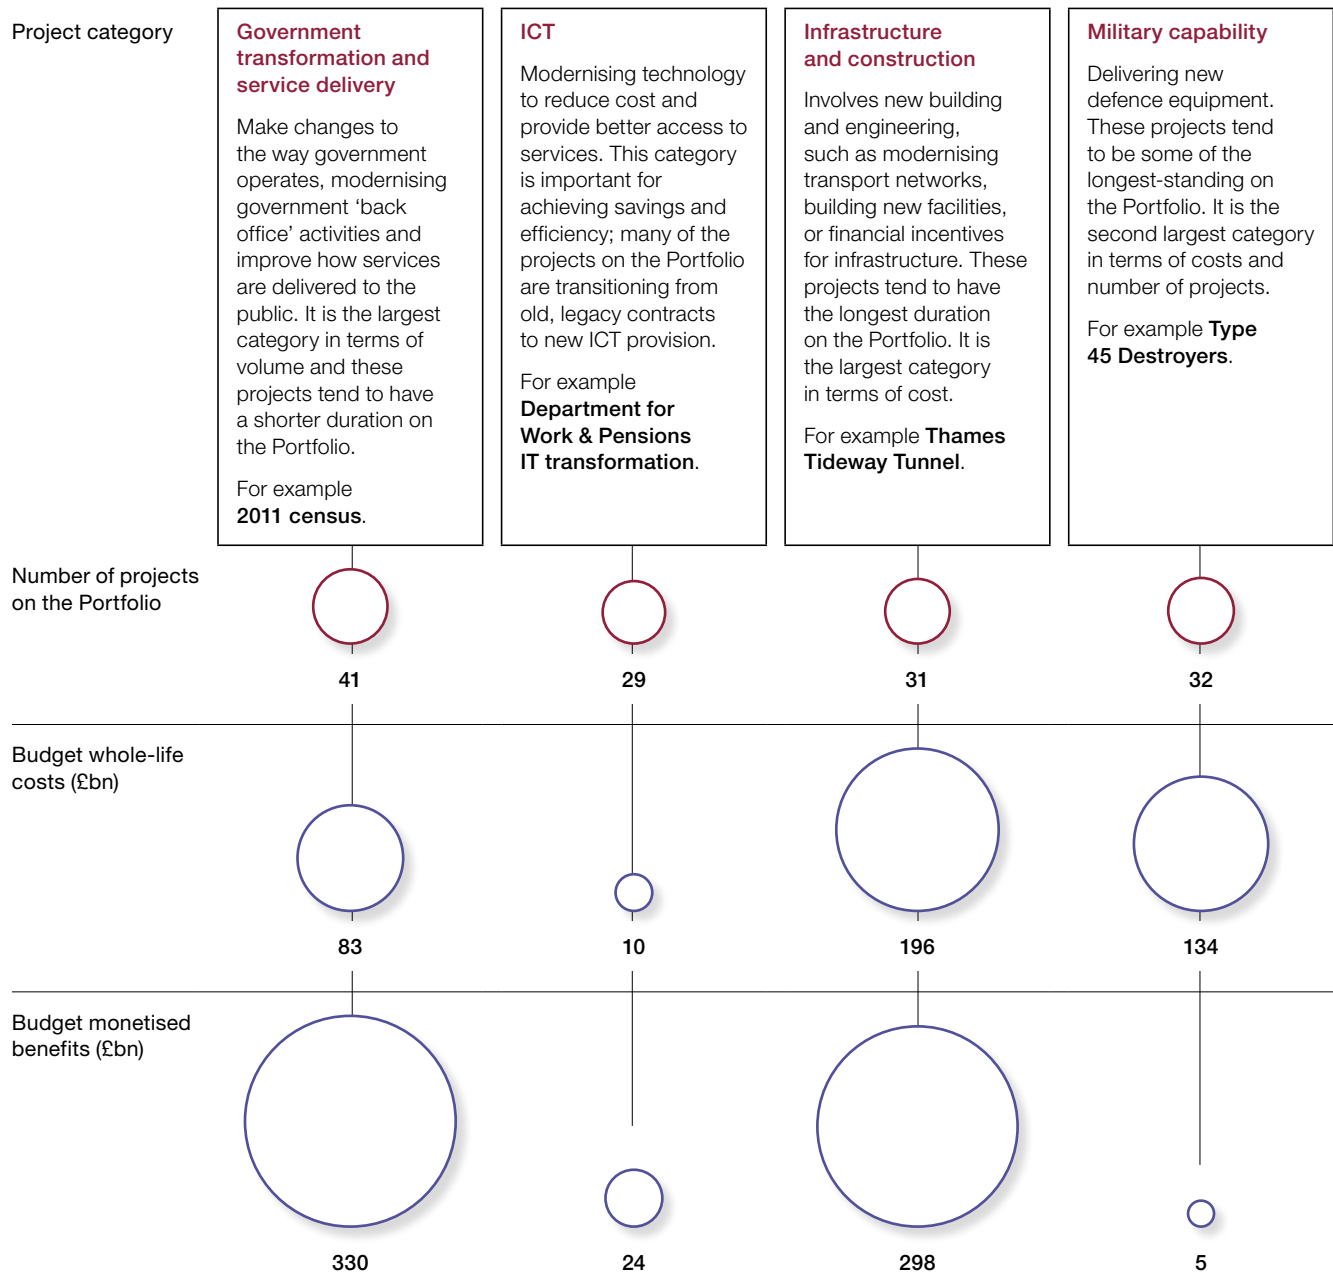 Project category
Government
transformation and
service delivery
Make changes to
the way government
operates, modernising
government ‘back
office’ activities and
improve how services
are delivered to the
public. It is the largest
category in terms of
volume and these
projects tend to have
a shorter duration on
the Portfolio.
For example
2011 census.
ICT
Modernising technology
to reduce cost and
provide better access to
services. This category
is important for
achieving savings and
efficiency; many of the
projects on the Portfolio
are transitioning from
old, legacy contracts
to new ICT provision.
For example
Department for
Work & Pensions
IT transformation.
Infrastructure
and construction
Involves new building
and engineering,
such as modernising
transport networks,
building new facilities,
or financial incentives
for infrastructure. These
projects tend to have
the longest duration
on the Portfolio. It is
the largest category
in terms of cost.
For example Thames
Tideway Tunnel.
Military capability
Delivering new
defence equipment.
These projects tend
to be some of the
longest-standing on
the Portfolio. It is the
second largest category
in terms of costs and
number of projects.
For example Type
45 Destroyers.
Number of projects
on the Portfolio
41
29
31
32
Budget whole-life
costs (£bn)
83
10
196
134
Budget monetised
benefits (£bn)
330
24
298
5